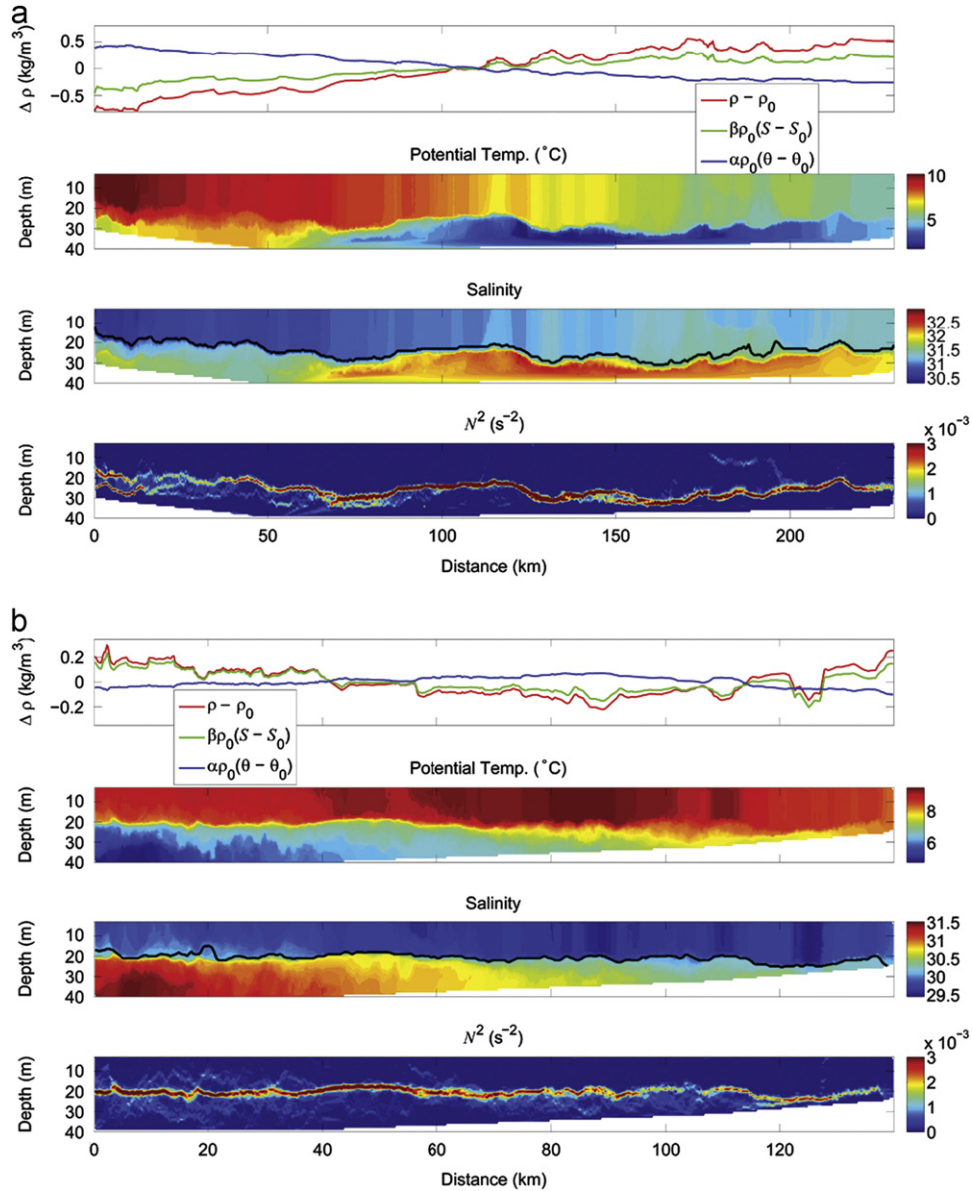 a
Δ ρ (kg/m³)
0.5
0
−0.5
ρ − ρ₀
βρ₀(S − S₀)
αρ₀(θ − θ₀)
Potential Temp. (°C)
Depth (m)
10
20
30
40
10
5
Salinity
Depth (m)
10
20
30
40
32.5
32
31.5
31
30.5
N² (s⁻²)
Depth (m)
10
20
30
40
x 10⁻³
3
2
1
0
0
50
100
150
200
Distance (km)
b
Δ ρ (kg/m³)
0.2
0
−0.2
ρ − ρ₀
βρ₀(S − S₀)
αρ₀(θ − θ₀)
Potential Temp. (°C)
Depth (m)
10
20
30
40
8
6
Salinity
Depth (m)
10
20
30
40
31.5
31
30.5
30
29.5
N² (s⁻²)
Depth (m)
10
20
30
40
x 10⁻³
3
2
1
0
0
20
40
60
80
100
120
Distance (km)